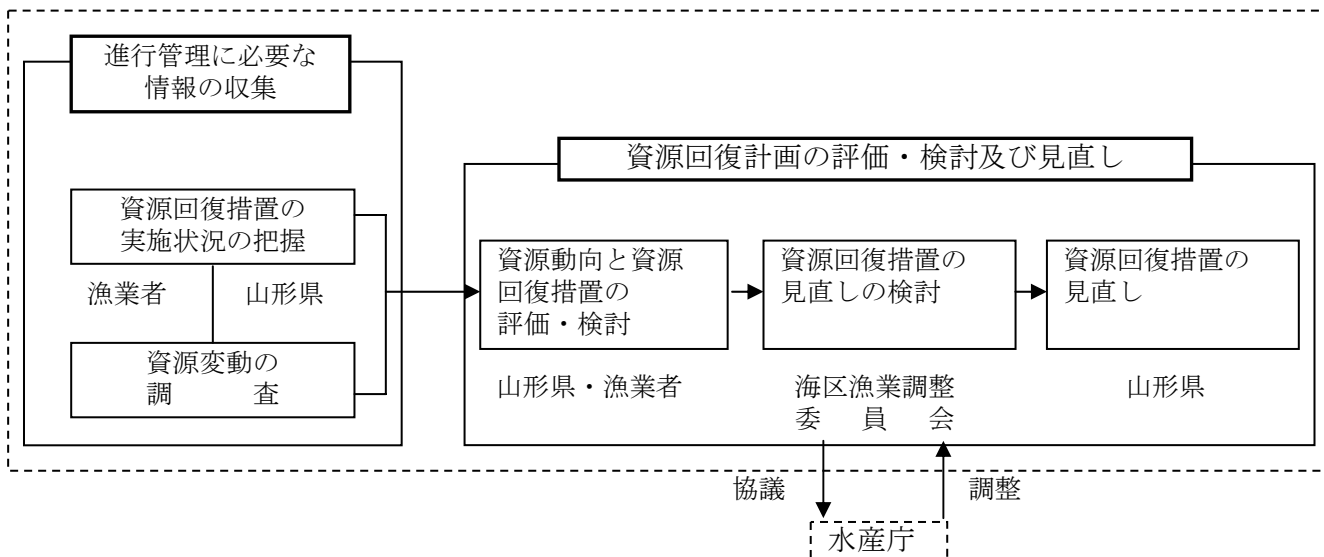 進行管理に必要な
情報の収集
資源回復措置の
実施状況の把握
漁業者
山形県
資源変動の
調　　　査
資源回復計画の評価・検討及び見直し
資源動向と資源
回復措置の
評価・検討
山形県・漁業者
資源回復措置の
見直しの検討
海区漁業調整
委　員　会
資源回復措置の
見直し
山形県
協議
調整
水産庁